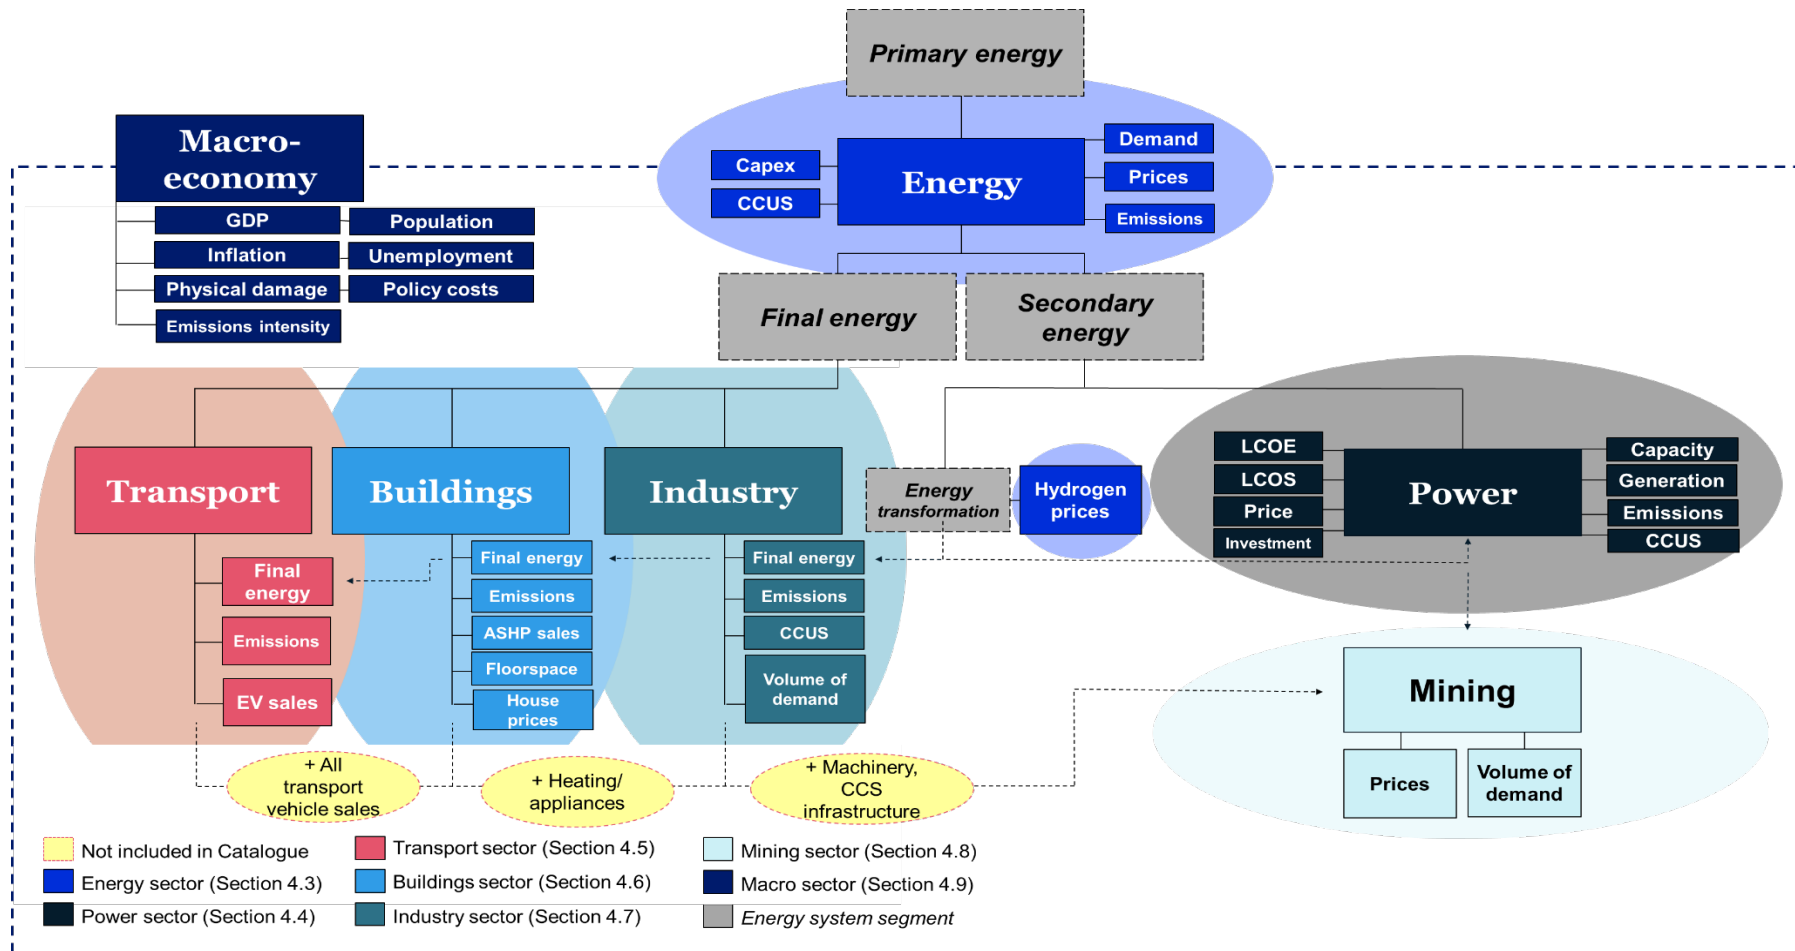 Primary energy
Macro-
economy
GDP
Population
Inflation
Unemployment
Physical damage
Policy costs
Emissions intensity
Capex
CCUS
Energy
Demand
Prices
Emissions
Final energy
Secondary
energy
Transport
Final
energy
Emissions
EV sales
Buildings
Final energy
Emissions
ASHP sales
Floorspace
House
prices
Industry
Final energy
Emissions
CCUS
Volume of
demand
Energy
transformation
Hydrogen
prices
LCOE
LCOS
Price
Investment
Power
Capacity
Generation
Emissions
CCUS
Mining
Prices
Volume of
demand
+ All
transport
vehicle sales
+ Heating/
appliances
+ Machinery,
CCS
infrastructure
Not included in Catalogue
Energy sector (Section 4.3)
Power sector (Section 4.4)
Transport sector (Section 4.5)
Buildings sector (Section 4.6)
Industry sector (Section 4.7)
Mining sector (Section 4.8)
Macro sector (Section 4.9)
Energy system segment